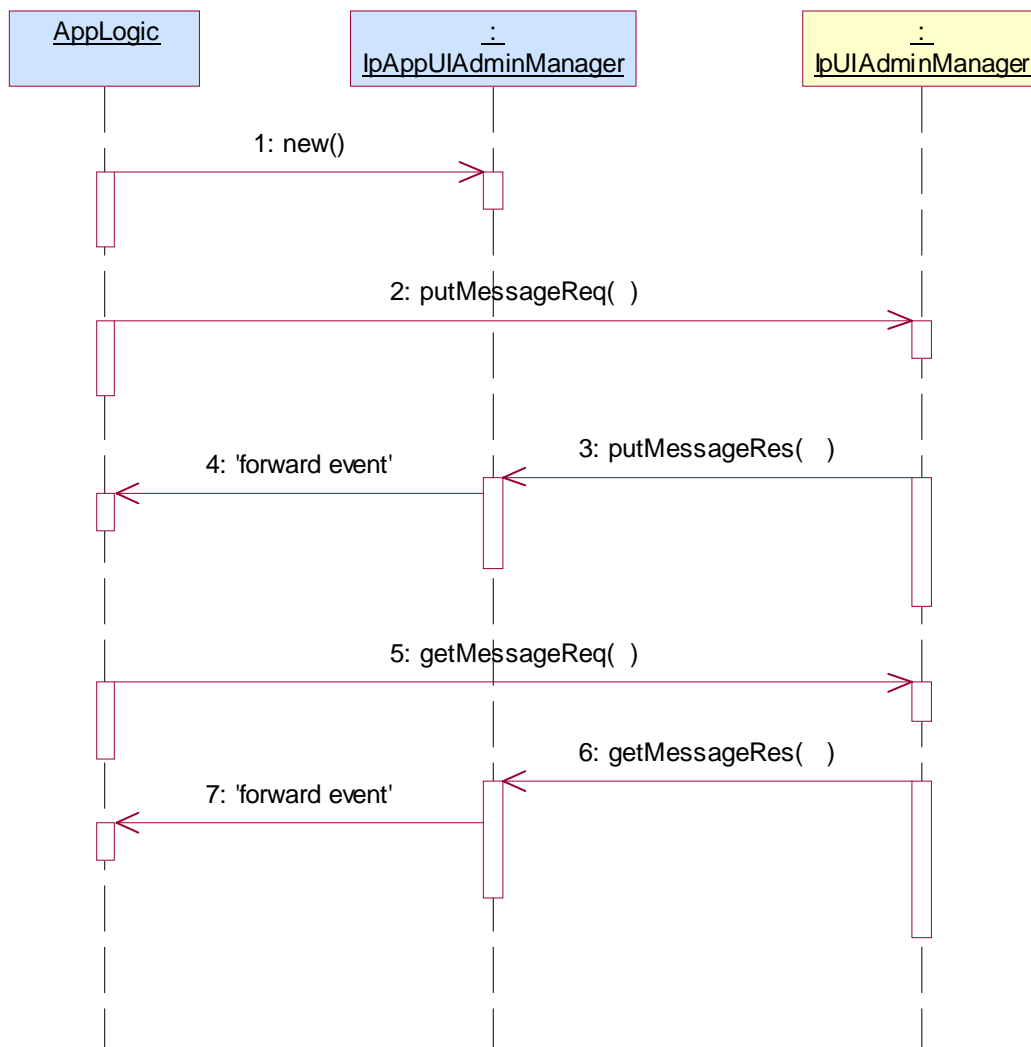 AppLogic
:
IpAppUIAdminManager
:
IpUIAdminManager
1: new()
2: putMessageReq( )
3: putMessageRes( )
4: 'forward event'
5: getMessageReq( )
6: getMessageRes( )
7: 'forward event'